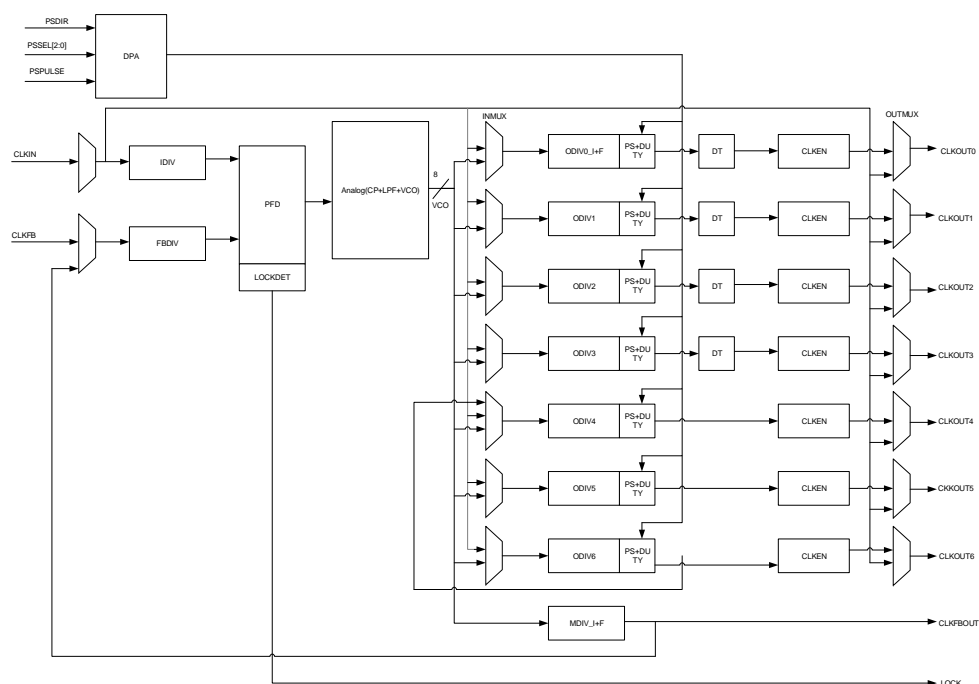 PSDIR
PSSEL[2:0]
PSPULSE
DPA
INMUX
OUTMUX
CLKIN
IDIV
PFD
Analog(CP+LPF+VCO)
8
VCO
ODIV0_I+F
PS+DU
TY
DT
CLKEN
CLKOUT0
ODIV1
PS+DU
TY
DT
CLKEN
CLKOUT1
CLKFB
FBDIV
LOCKDET
ODIV2
PS+DU
TY
DT
CLKEN
CLKOUT2
ODIV3
PS+DU
TY
DT
CLKEN
CLKOUT3
ODIV4
PS+DU
TY
CLKEN
CLKOUT4
ODIV5
PS+DU
TY
CLKEN
CKKOUT5
ODIV6
PS+DU
TY
CLKEN
CLKOUT6
MDIV_I+F
CLKFBOUT
LOCK